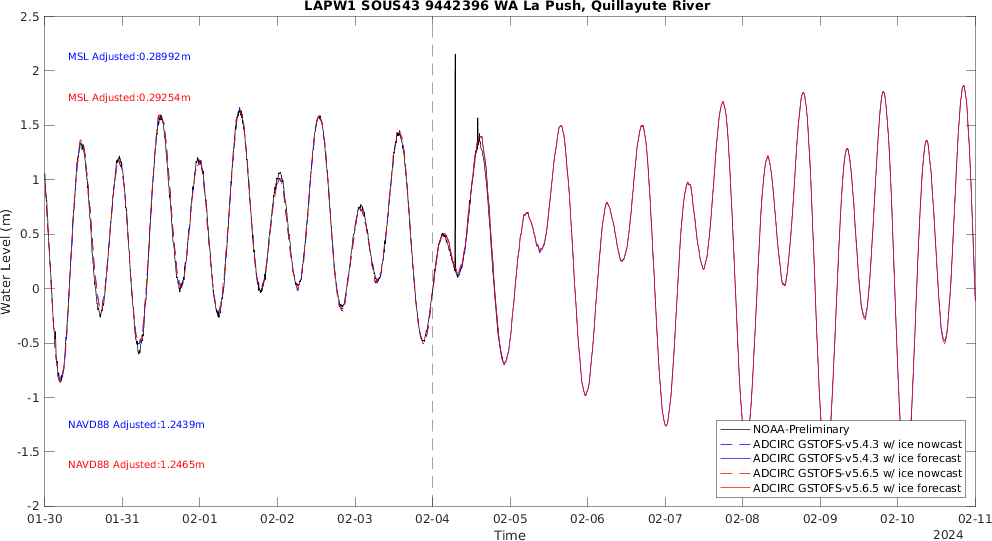 LAPW1 SOUS43 9442396 WA La Push, Quillayute River
2.5
2
1.5
1
0.5
0
-0.5
-1
-1.5
-2
Water Level (m)
MSL Adjusted:0.28992m
MSL Adjusted:0.29254m
NAVD88 Adjusted:1.2439m
NAVD88 Adjusted:1.2465m
NOAA-Preliminary
ADCIRC GSTOFS-v5.4.3 w/ ice nowcast
ADCIRC GSTOFS-v5.4.3 w/ ice forecast
ADCIRC GSTOFS-v5.6.5 w/ ice nowcast
ADCIRC GSTOFS-v5.6.5 w/ ice forecast
01-30 01-31 02-01 02-02 02-03 02-04 02-05 02-06 02-07 02-08 02-09 02-10 02-11
Time
2024